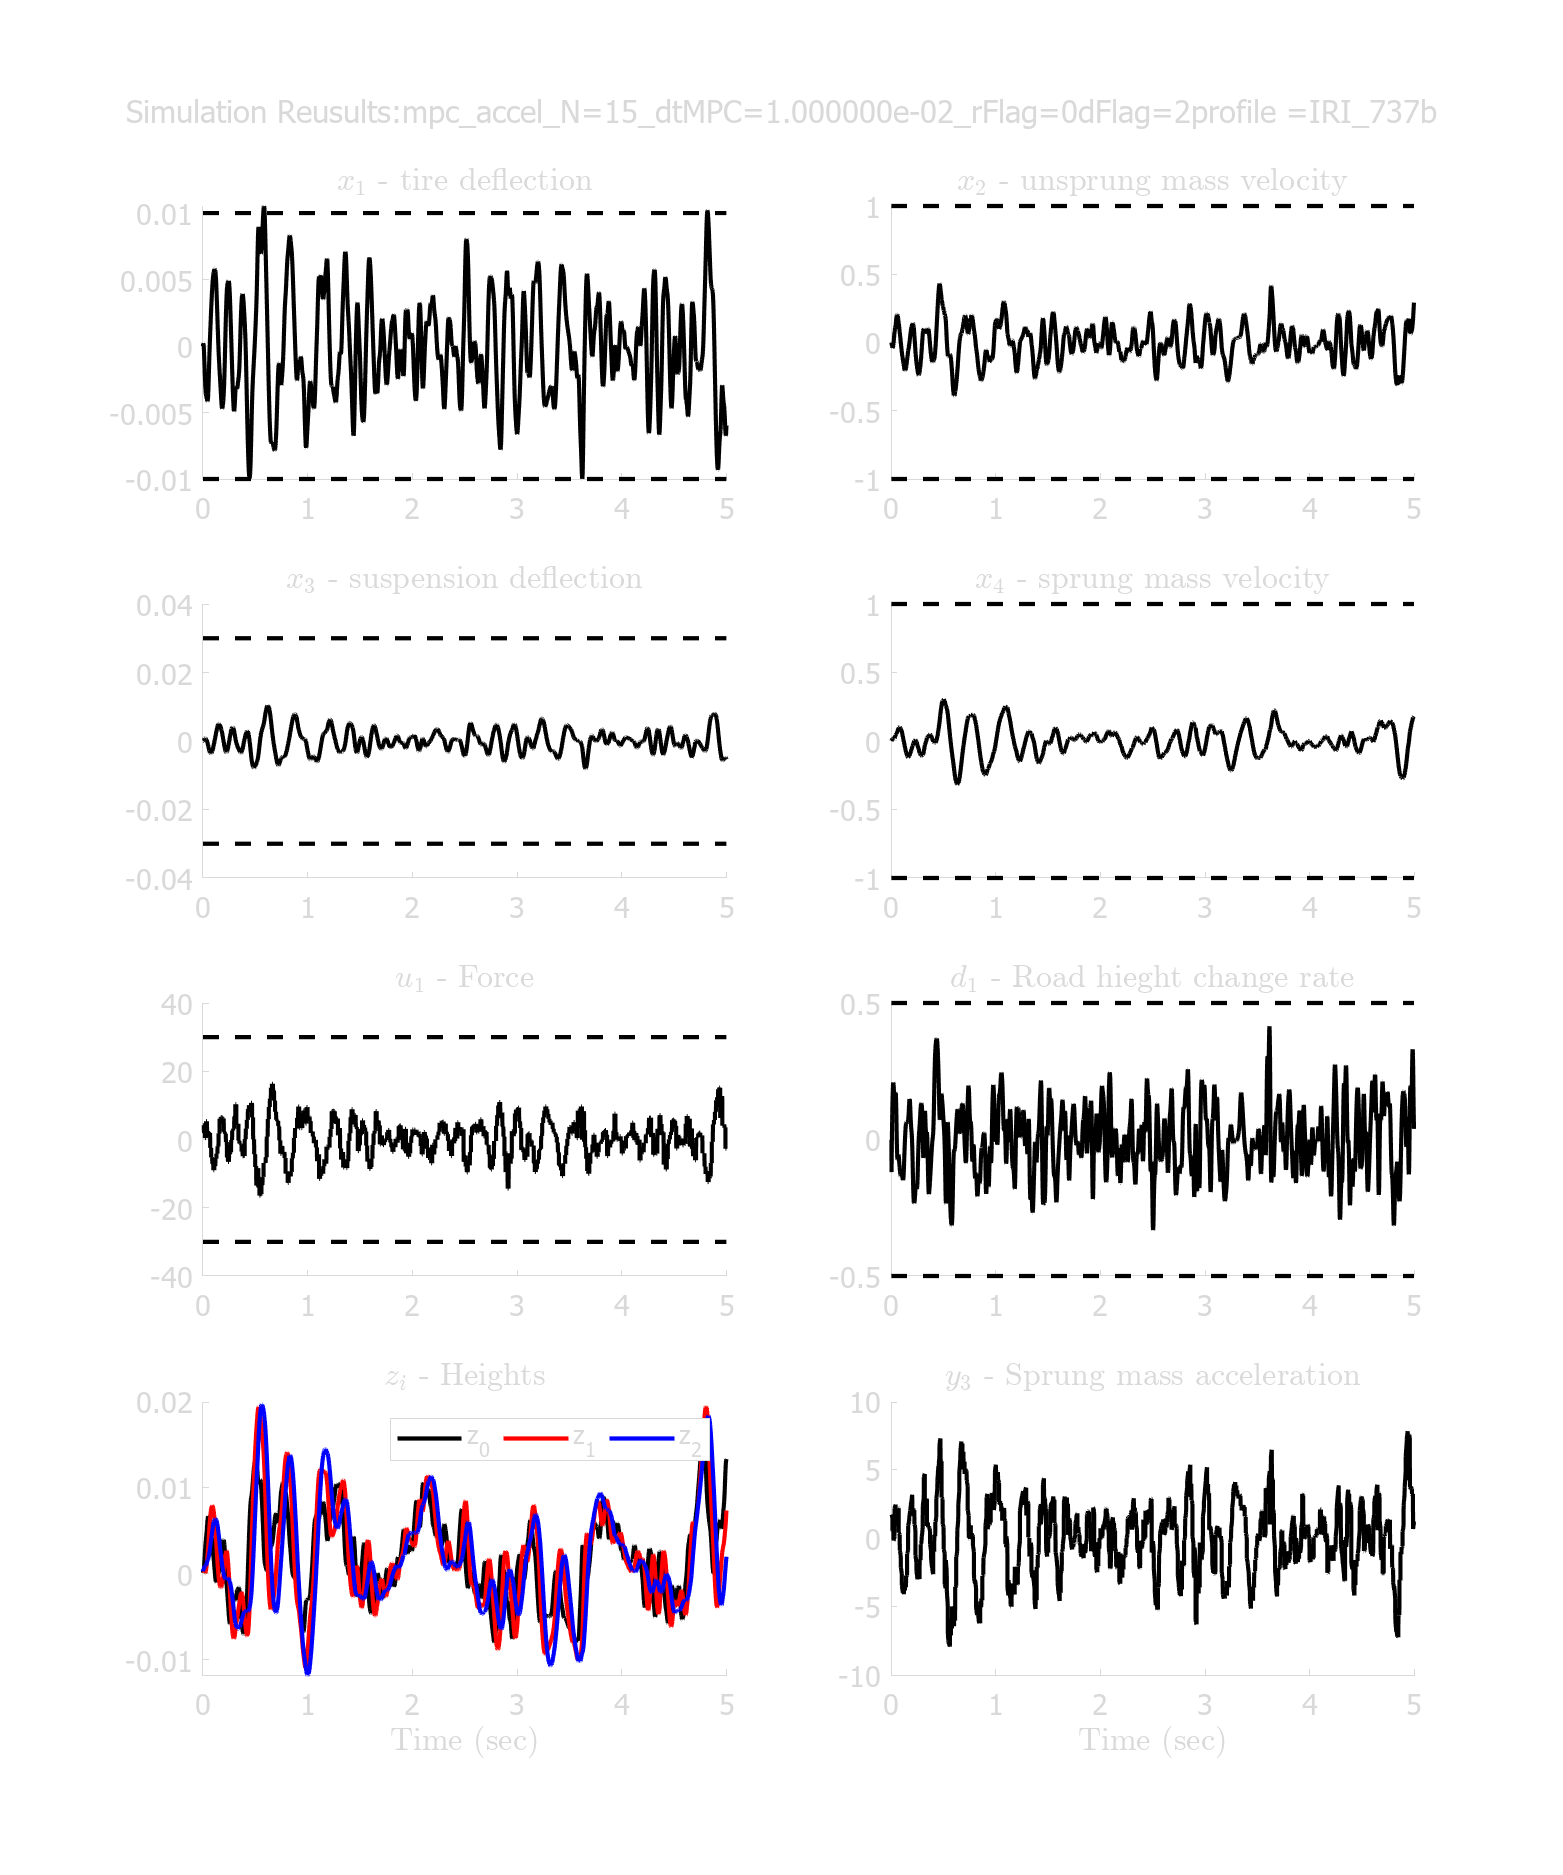 Simulation Reusults:mpc_accel_N=15_dtMPC=1.000000e-02_rFlag=0dFlag=2profile =IRI_737b
x1 - tire deflection
0.01
0.005
0
-0.005
-0.01
0 1 2 3 4 5
x2 - unsprung mass velocity
1
0.5
0
-0.5
-1
0 1 2 3 4 5
x3 - suspension deflection
0.04
0.02
0
-0.02
-0.04
0 1 2 3 4 5
x4 - sprung mass velocity
1
0.5
0
-0.5
-1
0 1 2 3 4 5
u1 - Force
40
20
0
-20
-40
0 1 2 3 4 5
d1 - Road hieght change rate
0.5
0
-0.5
0 1 2 3 4 5
zi - Heights
0.02
0.01
0
-0.01
z0 z1 z2
0 1 2 3 4 5
Time (sec)
y3 - Sprung mass acceleration
10
5
0
-5
-10
0 1 2 3 4 5
Time (sec)